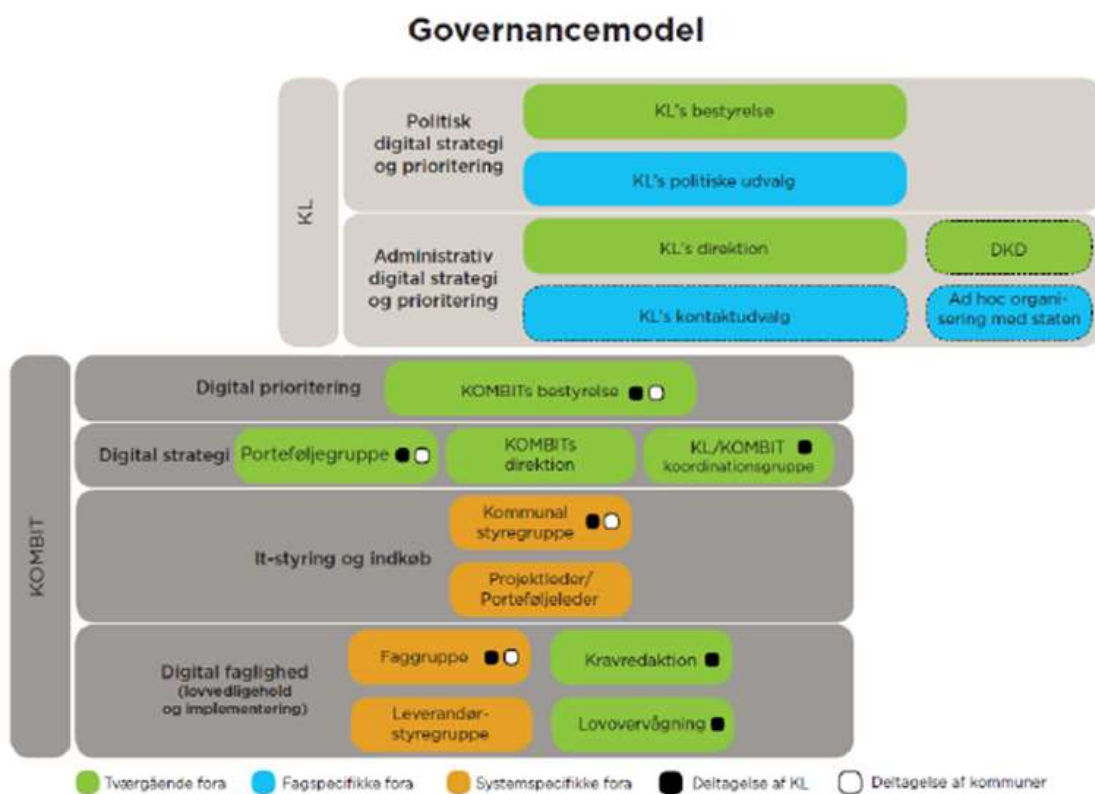 Governancemodel
KL
Politisk
digital strategi
og prioritering
KL's bestyrelse
KL's politiske udvalg
Administrativ
digital strategi
og prioritering
KL's direktion
DKD
KL's kontaktudvalg
Ad hoc organi-
sering med staten
KOMBIT
Digital prioritering
KOMBITs bestyrelse
Digital strategi
Porteføljegruppe
KOMBITs
direktion
KL/KOMBIT
koordinationsgruppe
It-styring og indkøb
Kommunal
styregruppe
Projektleder/
Porteføljeleder
Digital faglighed
(lovvedligehold
og implementering)
Faggruppe
Kravredaktion
Leverandør-
styregruppe
Lovovervågning
Tværgående fora
Fagspecifikke fora
Systemspecifikke fora
Deltagelse af KL
Deltagelse af kommuner